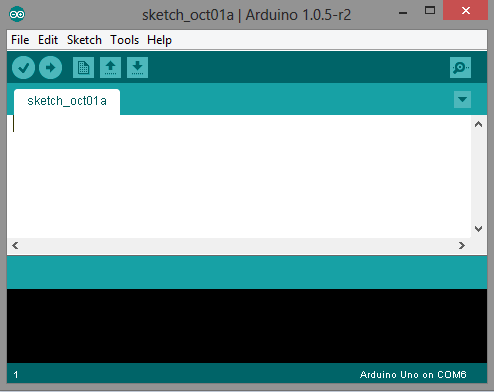 sketch_oct01a | Arduino 1.0.5-r2
File Edit Sketch Tools Help
sketch_oct01a
1 Arduino Uno on COM6